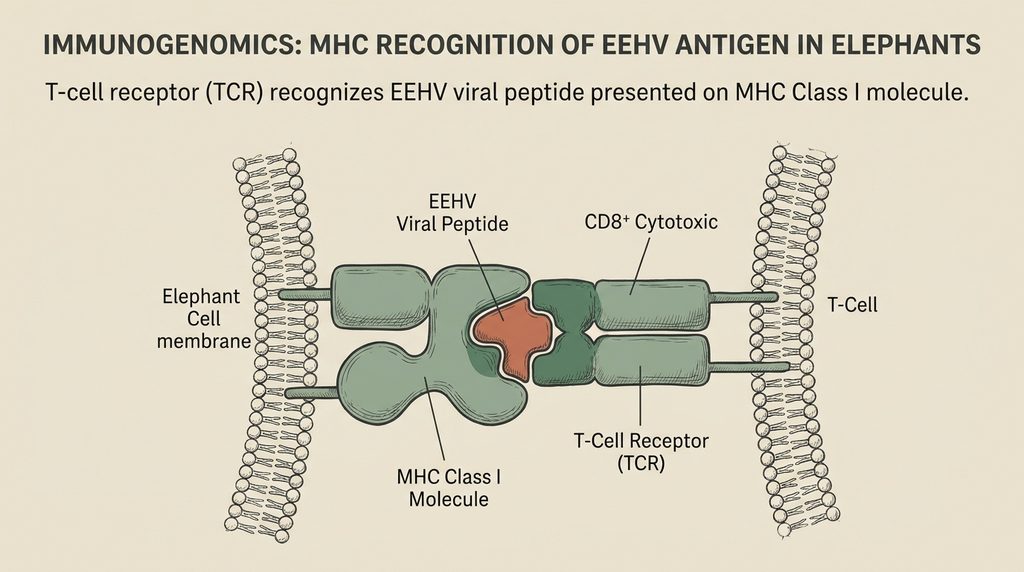 IMMUNOGENOMICS: MHC RECOGNITION OF EEHV ANTIGEN IN ELEPHANTS
T-cell receptor (TCR) recognizes EEHV viral peptide presented on MHC Class I molecule.
EEHV
Viral Peptide
CD8⁺ Cytotoxic
Elephant
Cell
membrane
T-Cell
MHC Class I
Molecule
T-Cell Receptor
(TCR)